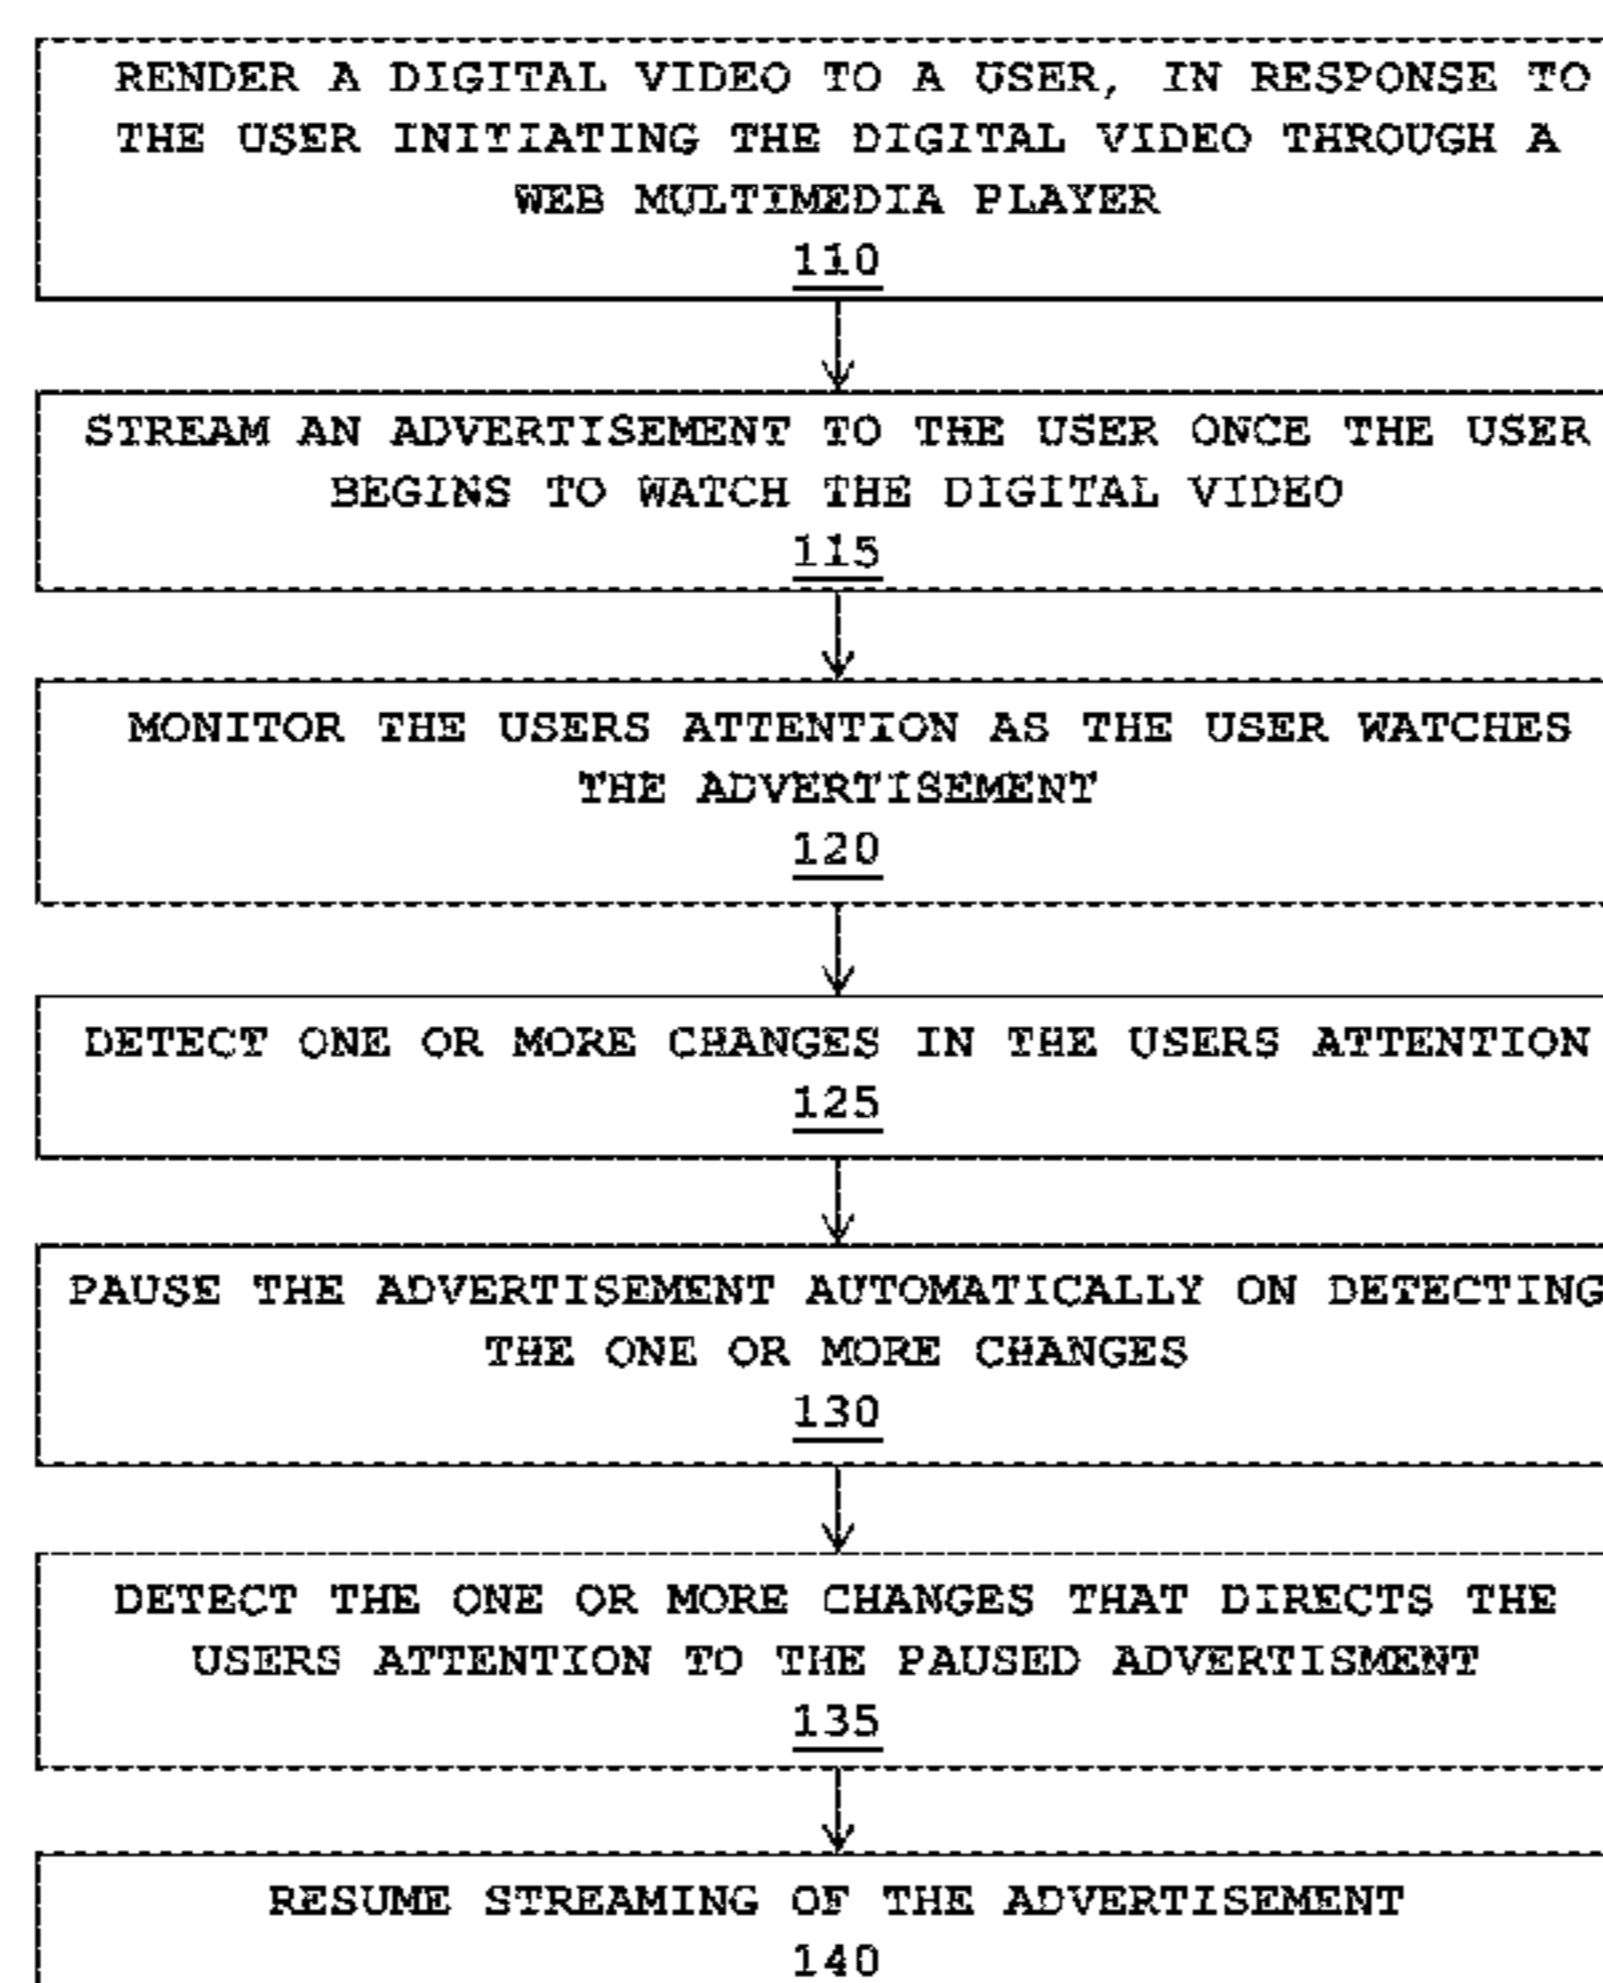 RENDER A DIGITAL VIDEO TO A USER, IN RESPONSE TO
THE USER INITIATING THE DIGITAL VIDEO THROUGH A
WEB MULTIMEDIA PLAYER
110
STREAM AN ADVERTISEMENT TO THE USER ONCE THE USER
BEGINS TO WATCH THE DIGITAL VIDEO
115
MONITOR THE USERS ATTENTION AS THE USER WATCHES
THE ADVERTISEMENT
120
DETECT ONE OR MORE CHANGES IN THE USERS ATTENTION
125
PAUSE THE ADVERTISEMENT AUTOMATICALLY ON DETECTING
THE ONE OR MORE CHANGES
130
DETECT THE ONE OR MORE CHANGES THAT DIRECTS THE
USERS ATTENTION TO THE PAUSED ADVERTISMENT
135
RESUME STREAMING OF THE ADVERTISEMENT
140